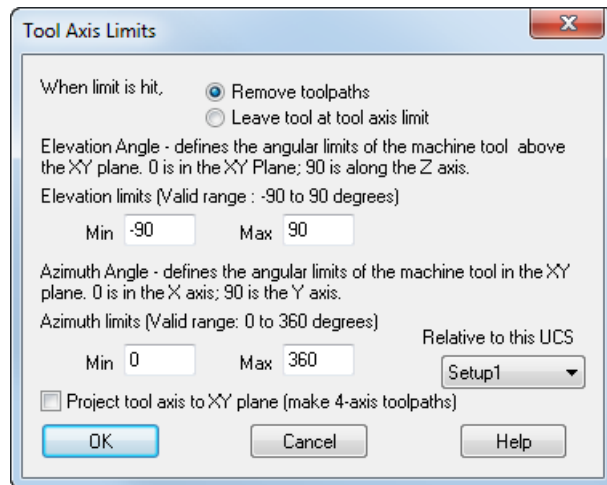 Tool Axis Limits
When limit is hit,
Remove toolpaths
Leave tool at tool axis limit
Elevation Angle - defines the angular limits of the machine tool above
the XY plane. 0 is in the XY Plane; 90 is along the Z axis.
Elevation limits (Valid range : -90 to 90 degrees)
Min -90 Max 90
Azimuth Angle - defines the angular limits of the machine tool in the XY
plane. 0 is in the X axis; 90 is the Y axis.
Azimuth limits (Valid range: 0 to 360 degrees)
Relative to this UCS
Min 0 Max 360
Setup1
Project tool axis to XY plane (make 4-axis toolpaths)
OK Cancel Help